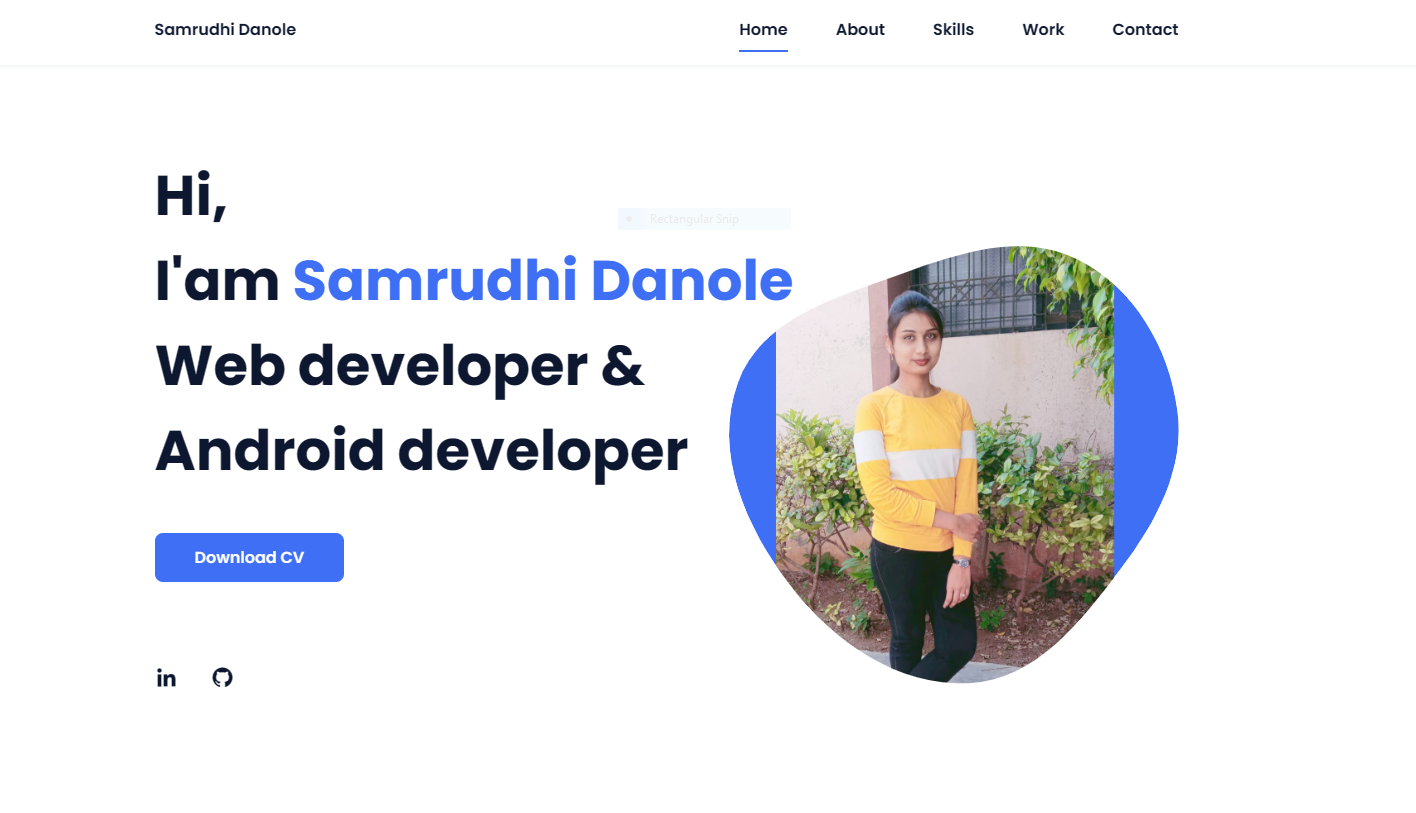 Samrudhi Danole
Home About Skills Work Contact
Hi,
Rectangular Snip
I'am Samrudhi Danole
Web developer &
Android developer
Download CV
in